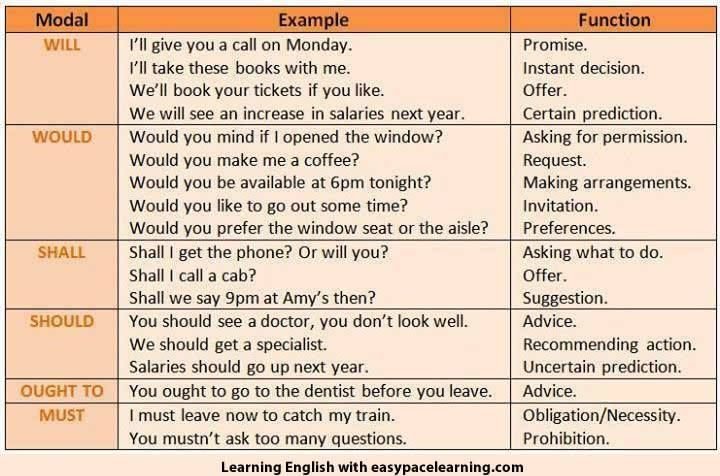 Modal Example Function
WILL I'll give you a call on Monday. Promise.
I'll take these books with me. Instant decision.
We'll book your tickets if you like. Offer.
We will see an increase in salaries next year. Certain prediction.
WOULD Would you mind if I opened the window? Asking for permission.
Would you make me a coffee? Request.
Would you be available at 6pm tonight? Making arrangements.
Would you like to go out some time? Invitation.
Would you prefer the window seat or the aisle? Preferences.
SHALL Shall I get the phone? Or will you? Asking what to do.
Shall I call a cab? Offer.
Shall we say 9pm at Amy's then? Suggestion.
SHOULD You should see a doctor, you don't look well. Advice.
We should get a specialist. Recommending action.
Salaries should go up next year. Uncertain prediction.
OUGHT TO You ought to go to the dentist before you leave. Advice.
MUST I must leave now to catch my train. Obligation/Necessity.
You mustn't ask too many questions. Prohibition.
Learning English with easypacelearning.com